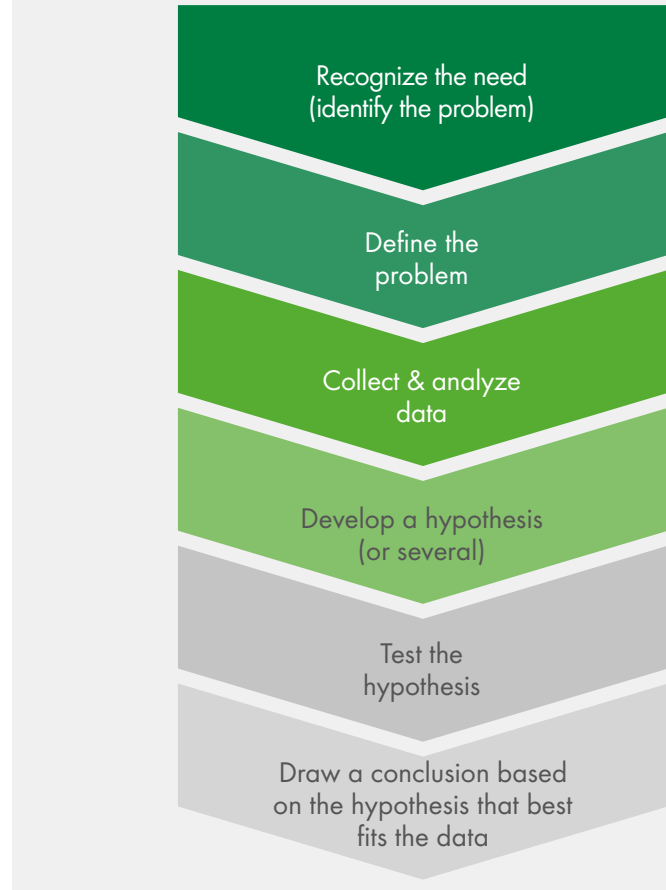 Recognize the need
(identify the problem)
Define the
problem
Collect & analyze
data
Develop a hypothesis
(or several)
Test the
hypothesis
Draw a conclusion based
on the hypothesis that best
fits the data